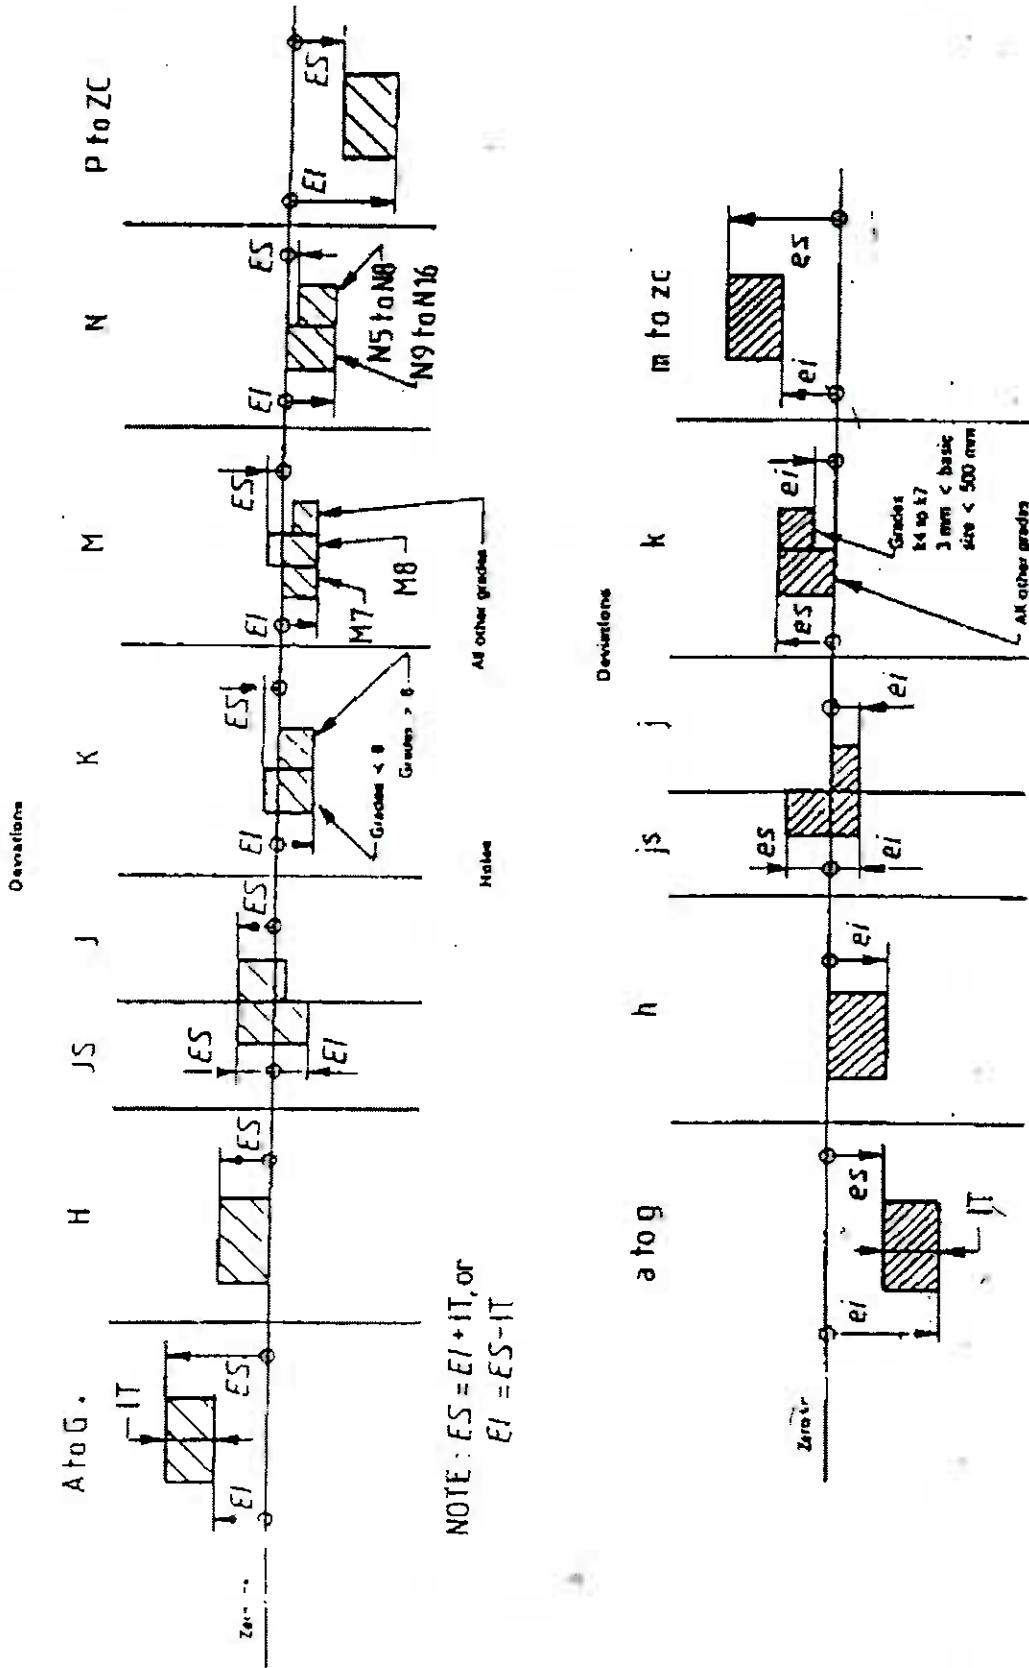 Deviations
A to G.
H
JS
J
K
M
N
P to ZC
IT
EI
ES
ES
ES
EI
ES
EI
ES
EI
ES
EI
ES
EI
ES
Grades < 8
Grades > 8
M7
M8
All other grades
N5 to N8
N9 to N16
NOTE : ES = EI + IT, or
EI = ES - IT
Holes
Deviations
a to g
h
js
j
k
m to zc
ei
es
IT
ei
es
ei
ei
es
ei
ei
es
Grades
k4 to k7
3 mm < basic
size < 500 mm
All other grades